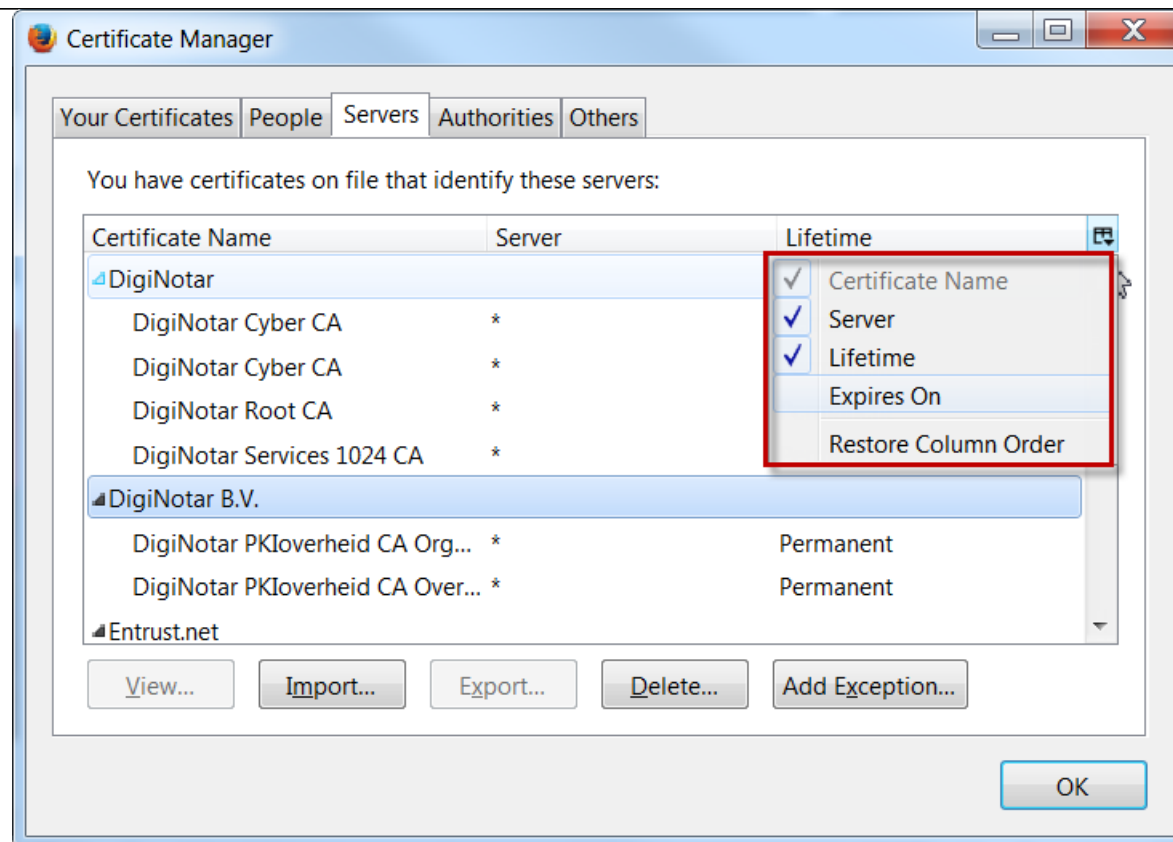 Certificate Manager
Your Certificates People Servers Authorities Others
You have certificates on file that identify these servers:
Certificate Name Server Lifetime
DigiNotar
Certificate Name
DigiNotar Cyber CA *
Server
DigiNotar Cyber CA *
Lifetime
DigiNotar Root CA *
Expires On
DigiNotar Services 1024 CA *
Restore Column Order
DigiNotar B.V.
DigiNotar PKIoverheid CA Org... * Permanent
DigiNotar PKIoverheid CA Over... * Permanent
Entrust.net
View... Import... Export... Delete... Add Exception...
OK